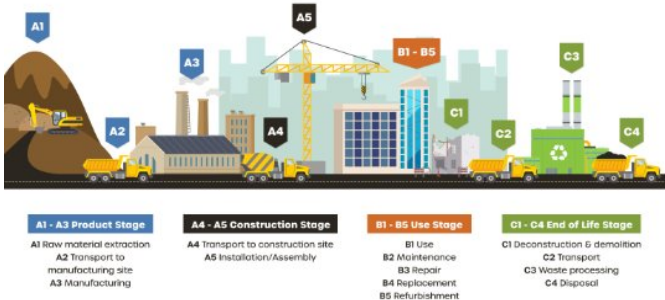 A1
A5
A3
B1 - B5
C3
C1
A2
A4
C2
C4
A1 - A3 Product Stage
A1 Raw material extraction
A2 Transport to
manufacturing site
A3 Manufacturing
A4 - A5 Construction Stage
A4 Transport to construction site
A5 Installation/Assembly
B1 - B5 Use Stage
B1 Use
B2 Maintenance
B3 Repair
B4 Replacement
B5 Refurbishment
C1 - C4 End of Life Stage
C1 Deconstruction & demolition
C2 Transport
C3 Waste processing
C4 Disposal